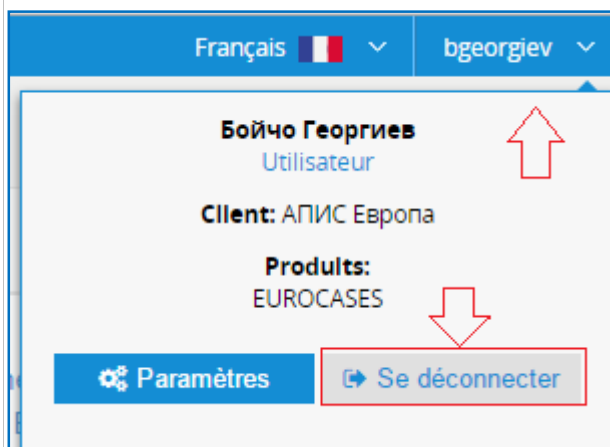 Français bgeorgiev
Бойчо Георгиев
Utilisateur
Client: АПИС Европа
Produits:
EUROCASES
Paramètres Se déconnecter